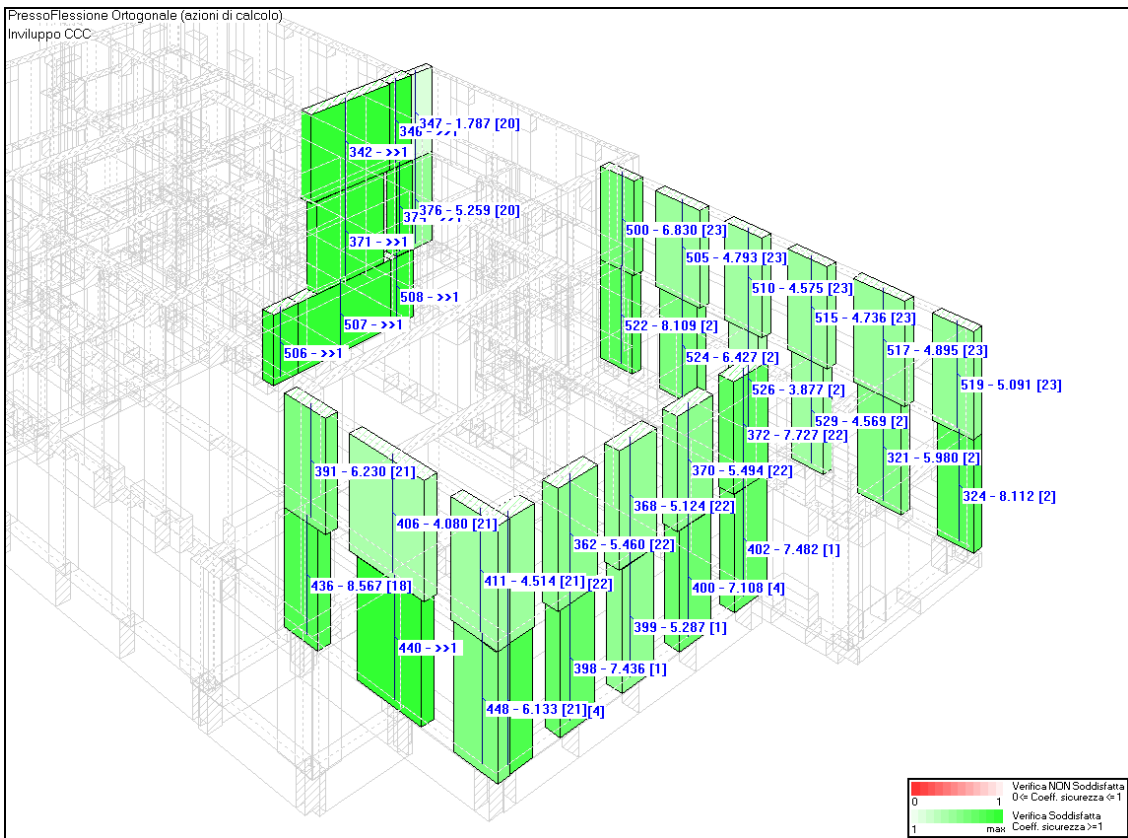 PressoFlessione Ortogonale (azioni di calcolo)
Inviluppo CCC
347 - 1.787 [20]
346 - >>1
342 - >>1
376 - 5.259 [20]
371 - >>1
508 - >>1
507 - >>1
506 - >>1
500 - 6.830 [23]
505 - 4.793 [23]
510 - 4.575 [23]
515 - 4.736 [23]
517 - 4.895 [23]
519 - 5.091 [23]
522 - 8.109 [2]
524 - 6.427 [2]
526 - 3.877 [2]
529 - 4.569 [2]
372 - 7.727 [22]
321 - 5.980 [2]
324 - 8.112 [2]
391 - 6.230 [21]
370 - 5.494 [22]
368 - 5.124 [22]
406 - 4.080 [21]
362 - 5.460 [22]
402 - 7.482 [1]
411 - 4.514 [21]
[22]
436 - 8.567 [18]
400 - 7.108 [4]
399 - 5.287 [1]
440 - >>1
398 - 7.436 [1]
448 - 6.133 [21]
[4]
Verifica NON Soddisfatta
0<= Coeff. sicurezza <=1
0 1
Verifica Soddisfatta
Coeff. sicurezza >=1
1 max